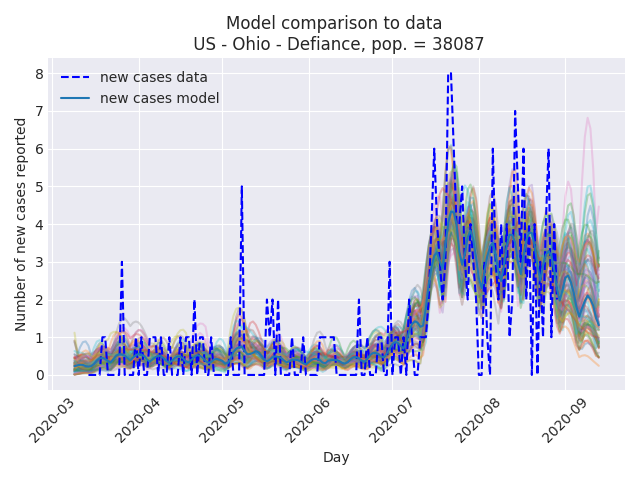 Model comparison to data
US - Ohio - Defiance, pop. = 38087
new cases data
new cases model
Number of new cases reported
8
7
6
5
4
3
2
1
0
2020-03
2020-04
2020-05
2020-06
2020-07
2020-08
2020-09
Day